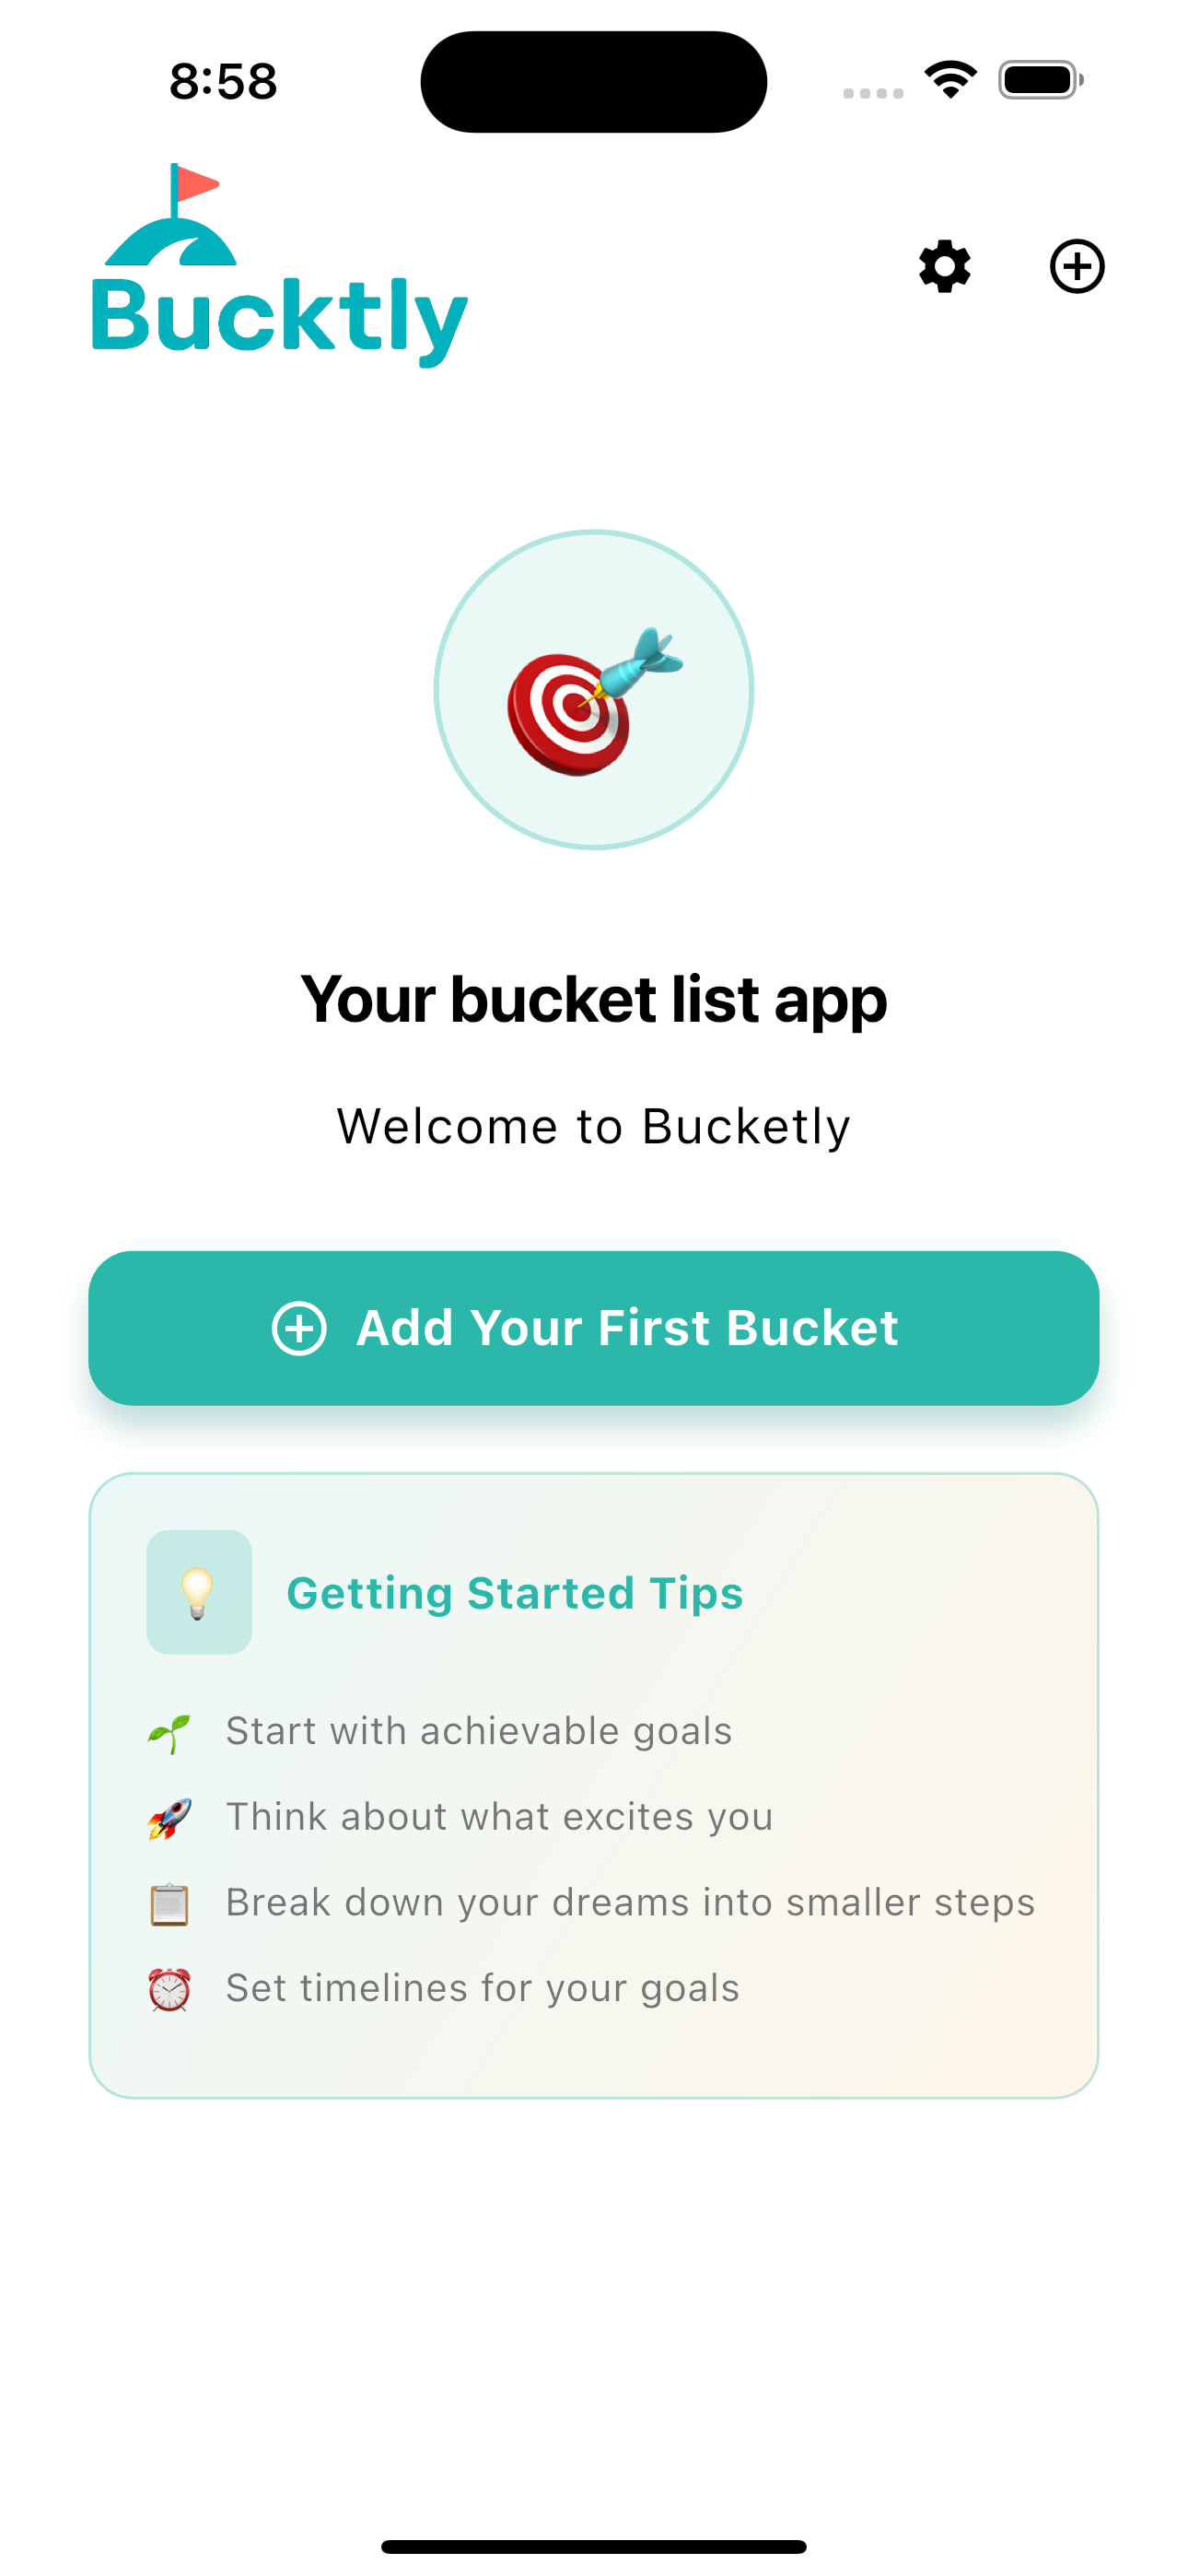 8:58
Bucktly
Your bucket list app
Welcome to Bucketly
Add Your First Bucket
Getting Started Tips
Start with achievable goals
Think about what excites you
Break down your dreams into smaller steps
Set timelines for your goals